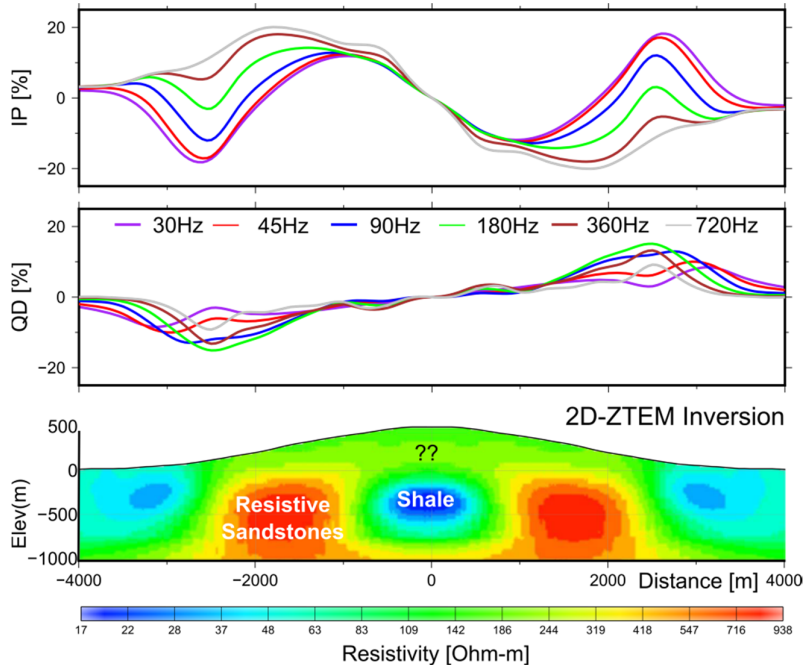 20
0
−20
IP [%]
30Hz 45Hz 90Hz 180Hz 360Hz 720Hz
20
0
−20
QD [%]
2D-ZTEM Inversion
500
0
−500
−1000
Elev(m)
??
Shale
Resistive
Sandstones
−4000 −2000 0 2000 Distance [m] 4000
17 22 28 37 48 63 83 109 142 186 244 319 418 547 716 938
Resistivity [Ohm-m]